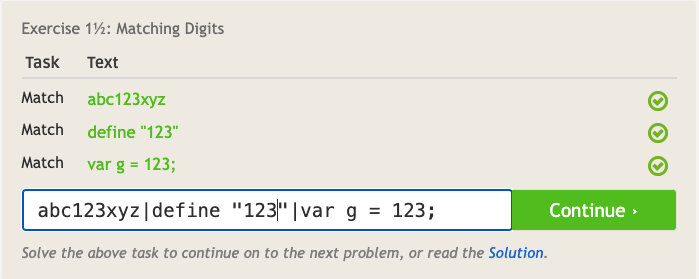 Exercise 1½: Matching Digits
Task Text
Match abc123xyz
Match define "123"
Match var g = 123;
abc123xyz|define "123"|var g = 123; Continue ›
Solve the above task to continue on to the next problem, or read the Solution.